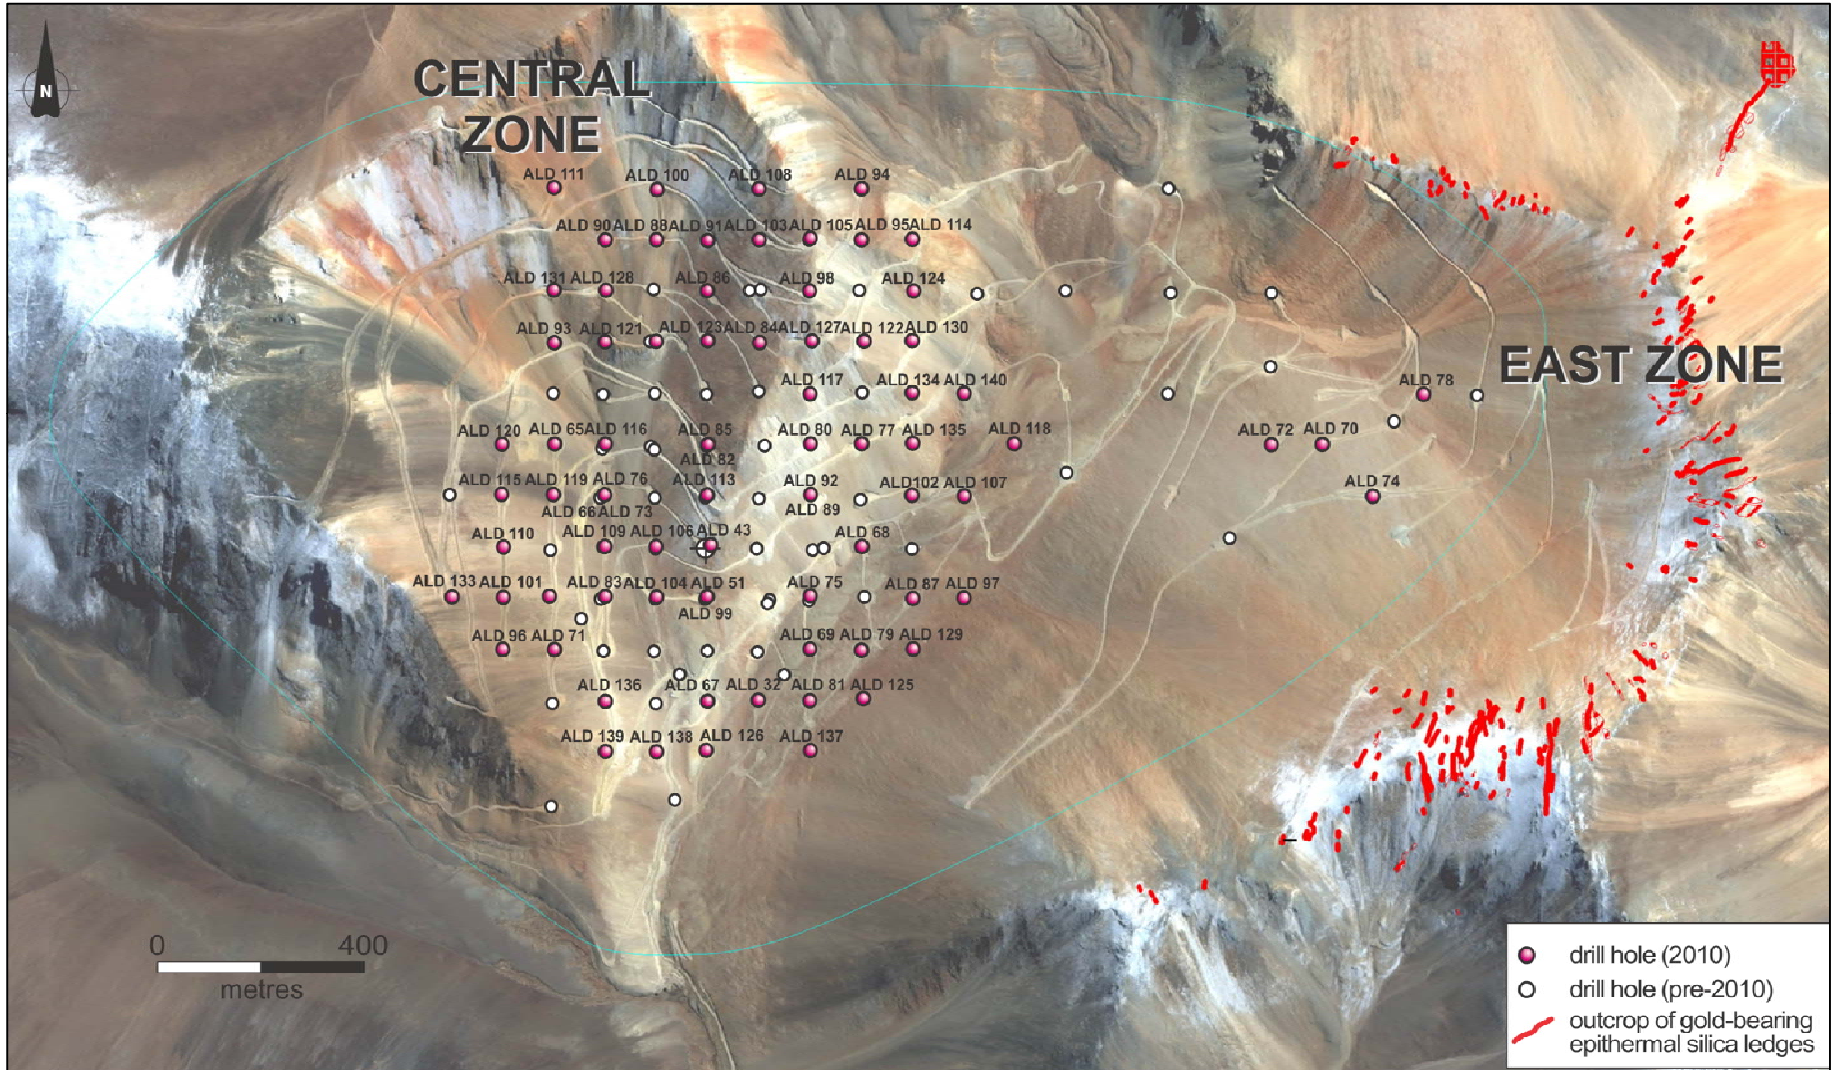 N
CENTRAL
ZONE
ALD 111
ALD 100
ALD 108
ALD 94
ALD 90
ALD 88
ALD 91
ALD 103
ALD 105
ALD 95
ALD 114
ALD 131
ALD 128
ALD 86
ALD 98
ALD 124
ALD 93
ALD 121
ALD 123
ALD 84
ALD 127
ALD 122
ALD 130
EAST ZONE
ALD 117
ALD 134
ALD 140
ALD 78
ALD 120
ALD 65
ALD 116
ALD 85
ALD 80
ALD 77
ALD 135
ALD 118
ALD 72
ALD 70
ALD 82
ALD 115
ALD 119
ALD 76
ALD 113
ALD 92
ALD102
ALD 107
ALD 74
ALD 66
ALD 73
ALD 89
ALD 110
ALD 109
ALD 106
ALD 43
ALD 68
ALD 133
ALD 101
ALD 83
ALD 104
ALD 51
ALD 75
ALD 87
ALD 97
ALD 99
ALD 96
ALD 71
ALD 69
ALD 79
ALD 129
ALD 136
ALD 67
ALD 32
ALD 81
ALD 125
ALD 139
ALD 138
ALD 126
ALD 137
0 400
metres
drill hole (2010)
drill hole (pre-2010)
outcrop of gold-bearing
epithermal silica ledges